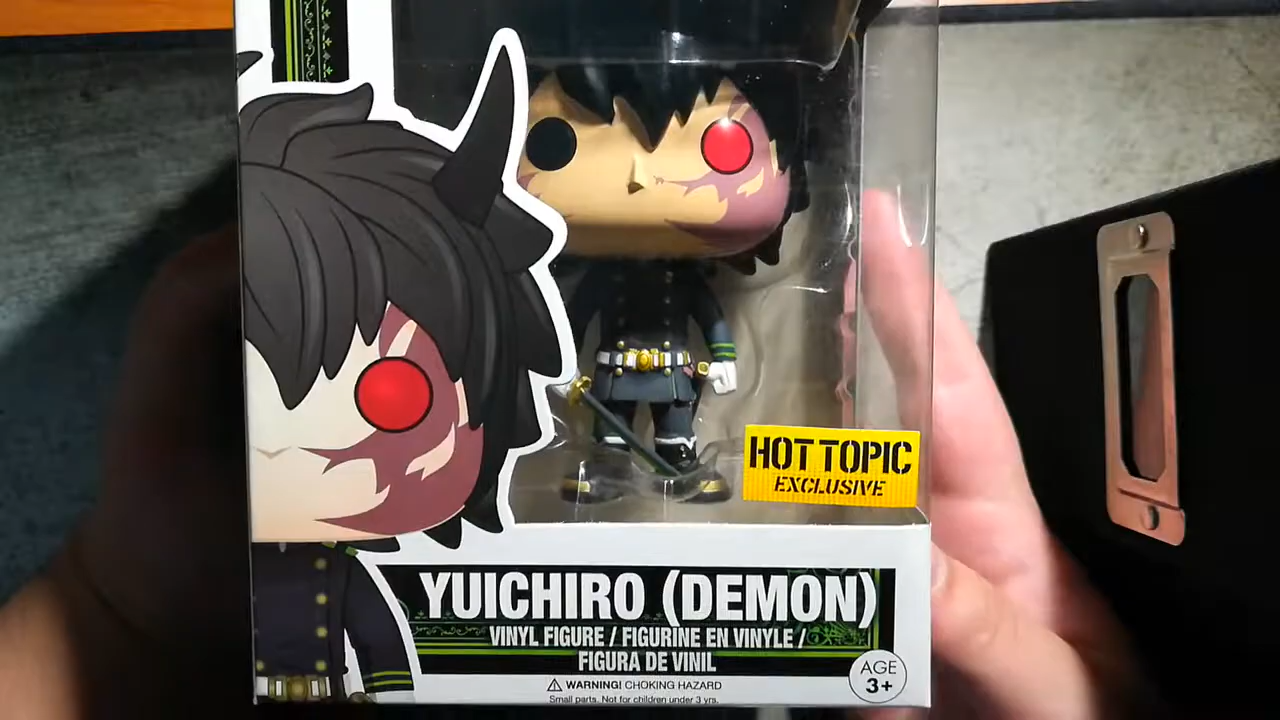 HOT TOPIC
EXCLUSIVE
YUICHIRO (DEMON)
VINYL FIGURE / FIGURINE EN VINYLE /
FIGURA DE VINIL
AGE
3+
WARNING! CHOKING HAZARD
Small parts. Not for children under 3 yrs.